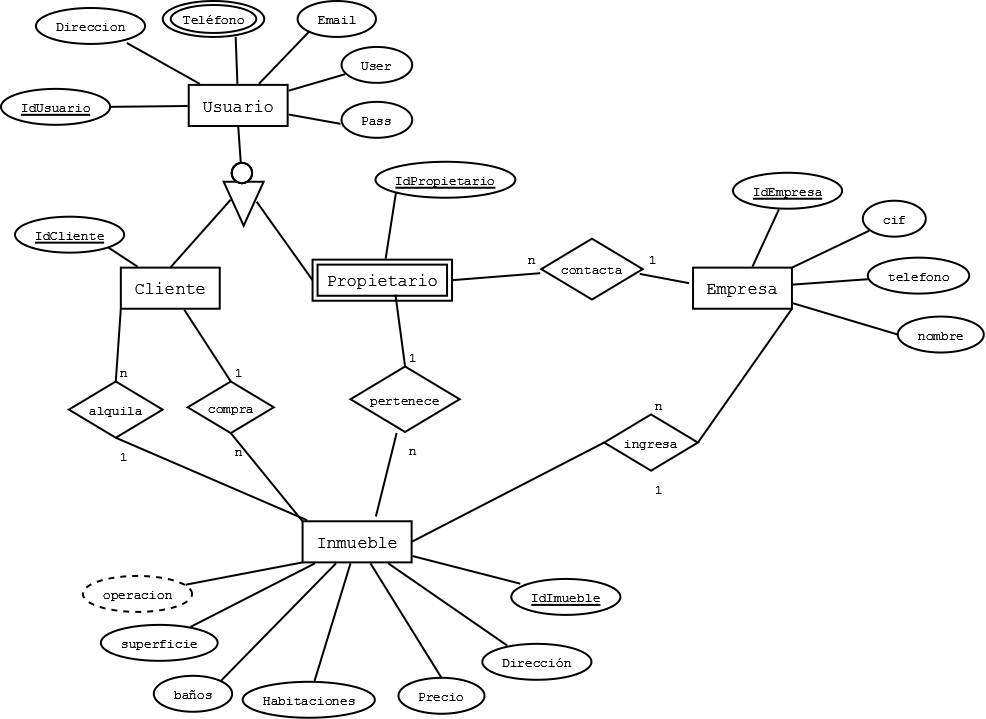 Teléfono
Email
Direccion
User
IdUsuario
Usuario
Pass
IdPropietario
IdEmpresa
cif
IdCliente
n
contacta
1
telefono
Cliente
Propietario
Empresa
nombre
n
1
1
alquila
compra
pertenece
n
1
n
n
ingresa
1
Inmueble
operacion
IdImueble
superficie
Dirección
baños
Habitaciones
Precio